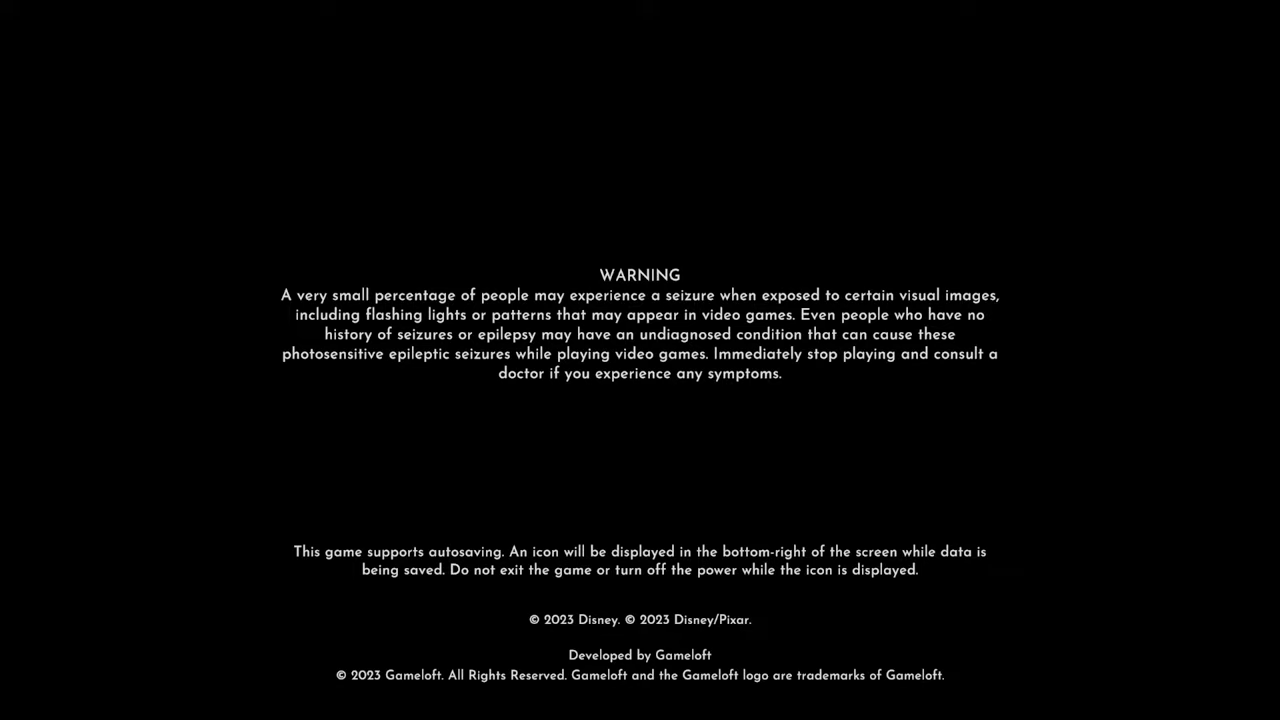 WARNING
A very small percentage of people may experience a seizure when exposed to certain visual images,
including flashing lights or patterns that may appear in video games. Even people who have no
history of seizures or epilepsy may have an undiagnosed condition that can cause these
photosensitive epileptic seizures while playing video games. Immediately stop playing and consult a
doctor if you experience any symptoms.
This game supports autosaving. An icon will be displayed in the bottom-right of the screen while data is
being saved. Do not exit the game or turn off the power while the icon is displayed.
© 2023 Disney. © 2023 Disney/Pixar.
Developed by Gameloft
© 2023 Gameloft. All Rights Reserved. Gameloft and the Gameloft logo are trademarks of Gameloft.